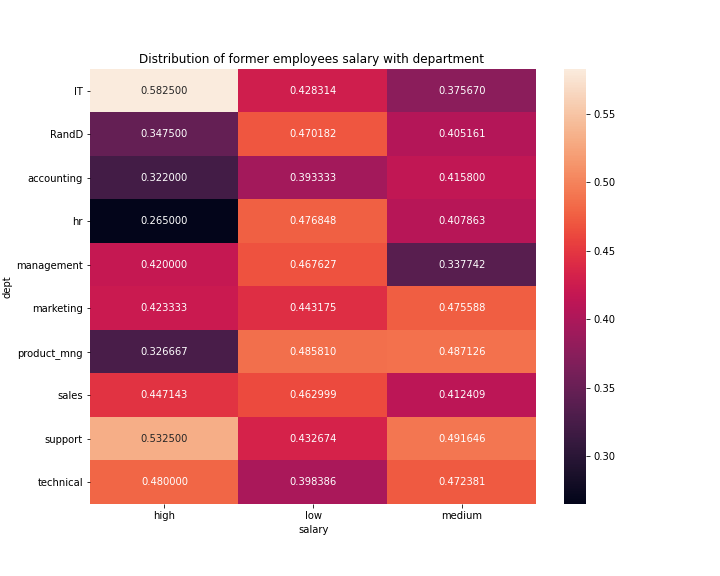 Distribution of former employees salary with department
dept
IT 0.582500 0.428314 0.375670
RandD 0.347500 0.470182 0.405161
accounting 0.322000 0.393333 0.415800
hr 0.265000 0.476848 0.407863
management 0.420000 0.467627 0.337742
marketing 0.423333 0.443175 0.475588
product_mng 0.326667 0.485810 0.487126
sales 0.447143 0.462999 0.412409
support 0.532500 0.432674 0.491646
technical 0.480000 0.398386 0.472381
high low medium
salary
0.55
0.50
0.45
0.40
0.35
0.30